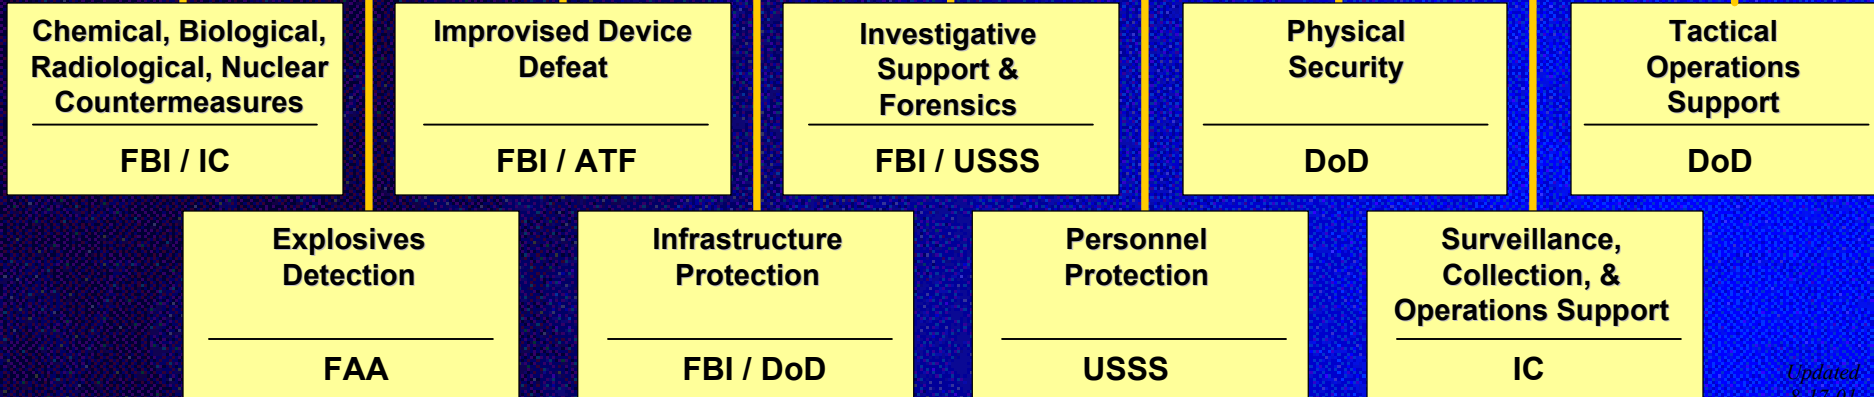 Chemical, Biological,
Radiological, Nuclear
Countermeasures
FBI / IC
Improvised Device
Defeat
FBI / ATF
Investigative
Support &
Forensics
FBI / USSS
Physical
Security
DoD
Tactical
Operations
Support
DoD
Explosives
Detection
FAA
Infrastructure
Protection
FBI / DoD
Personnel
Protection
USSS
Surveillance,
Collection, &
Operations Support
IC
Updated